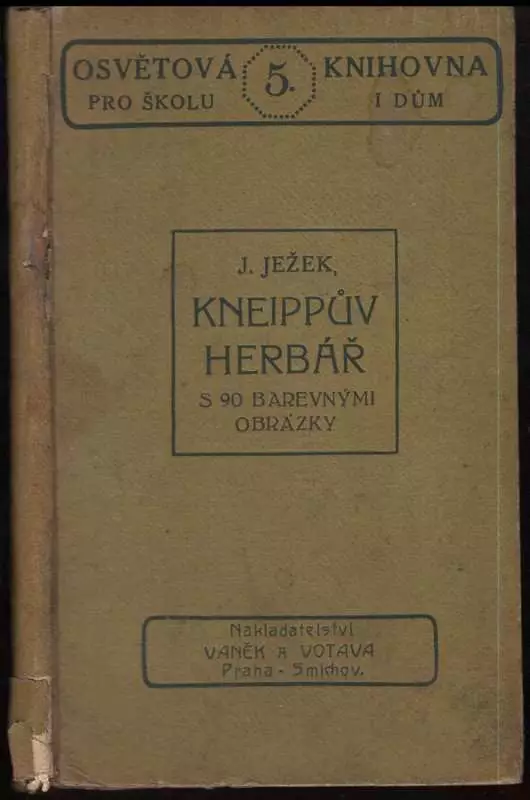 OSVĚTOVÁ 5. KNIHOVNA
PRO ŠKOLU I DŮM
J. JEŽEK,
KNEIPPŮV
HERBÁŘ
S 90 BAREVNÝMI
OBRÁZKY
Nakladatelství
VANĚK A VOTAVA
Praha - Smíchov.